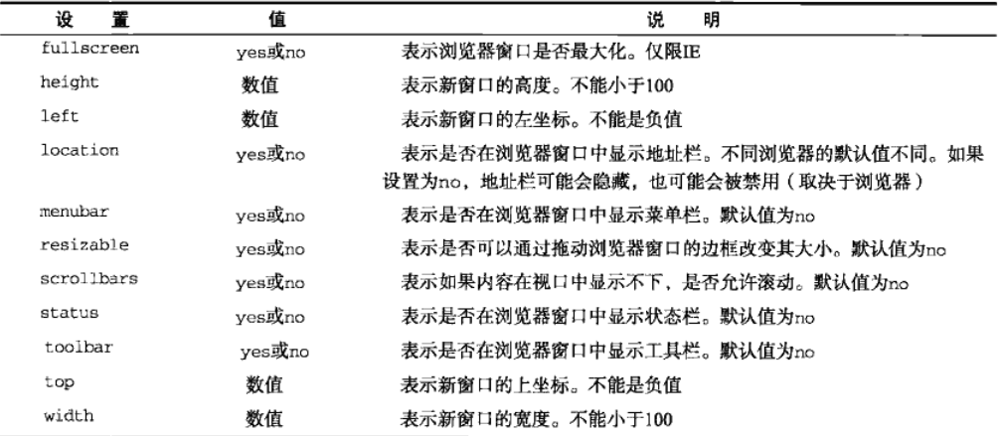 设 置 值 说 明
fullscreen yes或no 表示浏览器窗口是否最大化。仅限IE
height 数值 表示新窗口的高度。不能小于100
left 数值 表示新窗口的左坐标。不能是负值
location yes或no 表示是否在浏览器窗口中显示地址栏。不同浏览器的默认值不同。如果
设置为no，地址栏可能会隐藏，也可能会被禁用（取决于浏览器）
menubar yes或no 表示是否在浏览器窗口中显示菜单栏。默认值为no
resizable yes或no 表示是否可以通过拖动浏览器窗口的边框改变其大小。默认值为no
scrollbars yes或no 表示如果内容在视口中显示不下，是否允许滚动。默认值为no
status yes或no 表示是否在浏览器窗口中显示状态栏。默认值为no
toolbar yes或no 表示是否在浏览器窗口中显示工具栏。默认值为no
top 数值 表示新窗口的上坐标。不能是负值
width 数值 表示新窗口的宽度。不能小于100